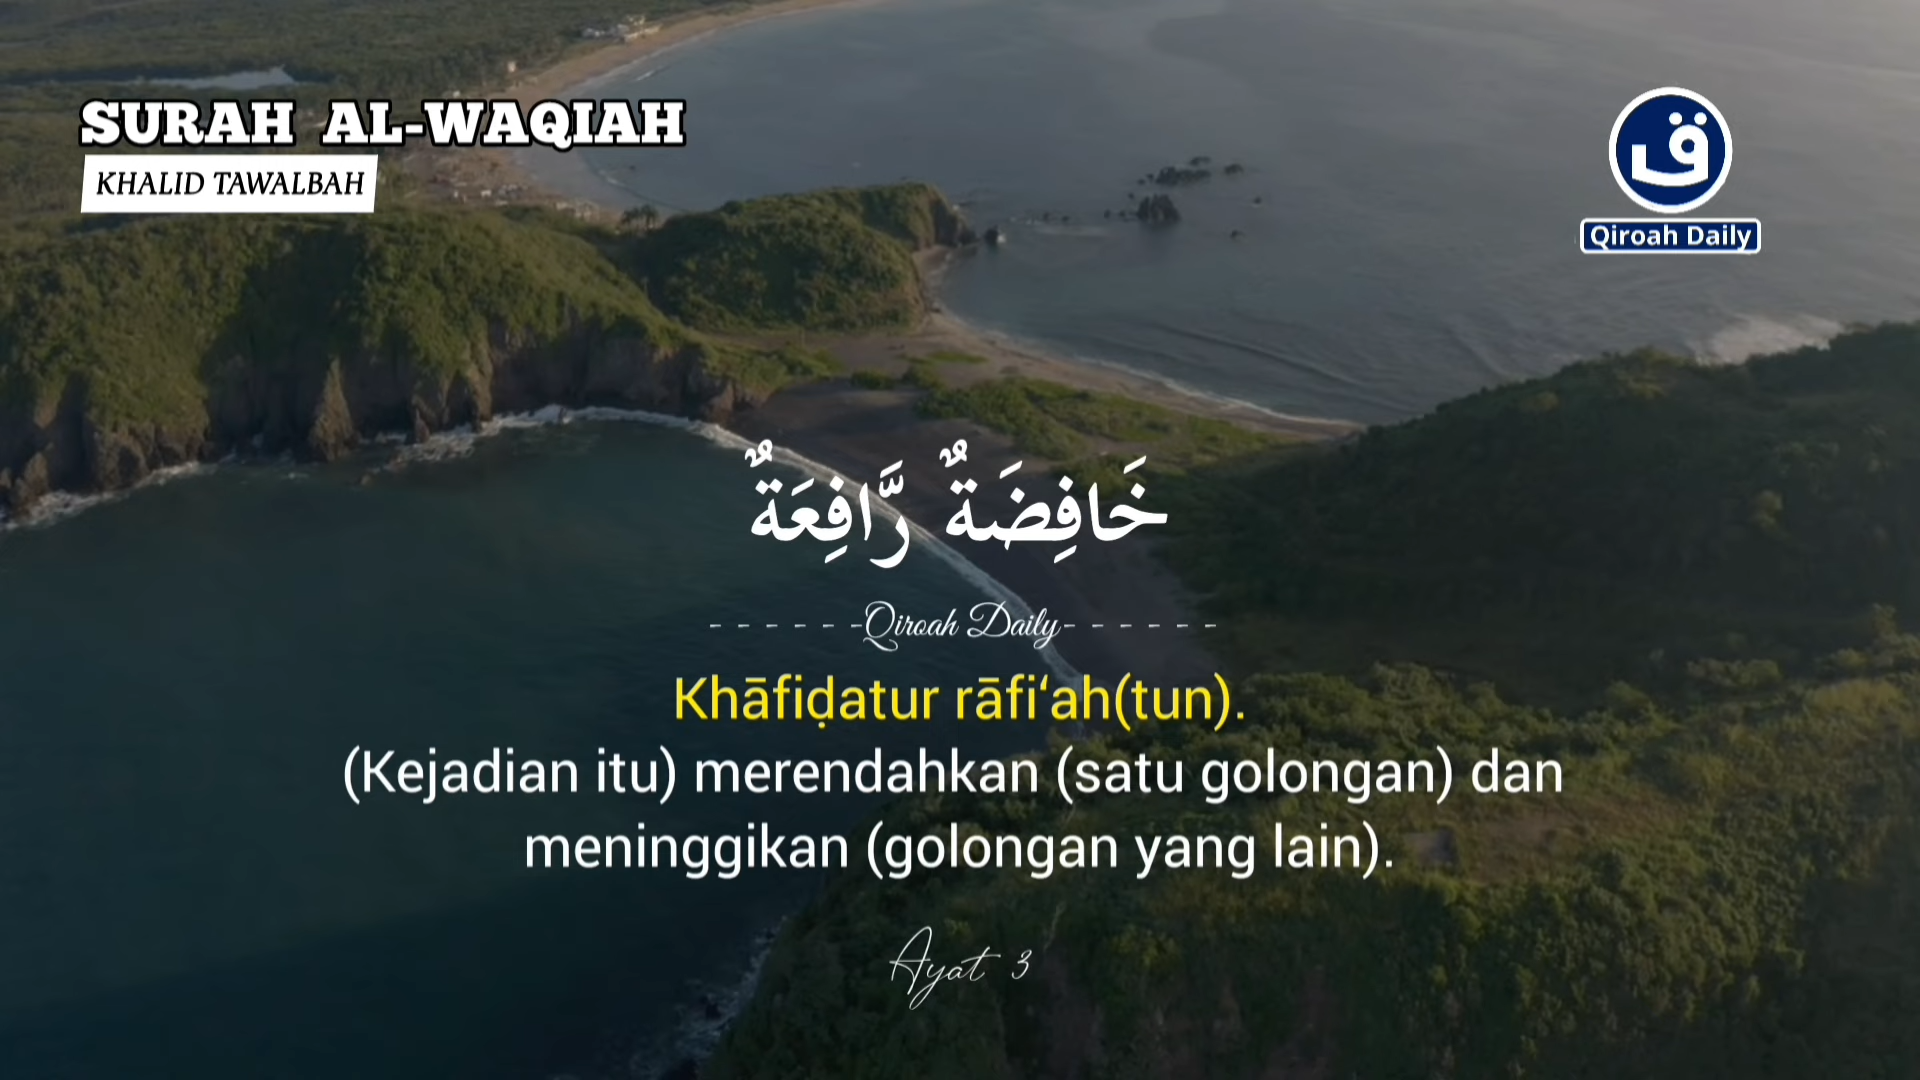 SURAH AL-WAQIAH
KHALID TAWALBAH
ق
Qiroah Daily
خَافِضَةٌ رَّافِعَةٌ
------Qiroah Daily------
Khāfiḍatur rāfi‘ah(tun).
(Kejadian itu) merendahkan (satu golongan) dan
meninggikan (golongan yang lain).
Ayat 3